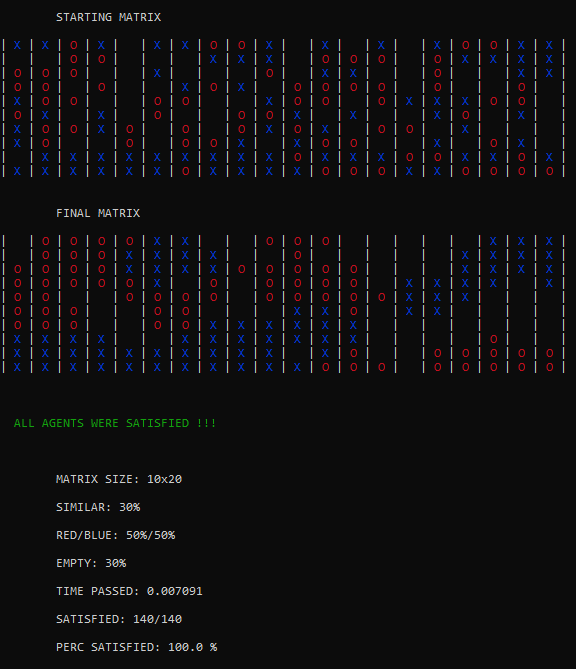 STARTING MATRIX
| X | X | O | X |   | X | X | O | O | X |   | X |   | X |   | X | O | O | X | X |
|   |   | O | O |   |   |   | X | X | X |   |   | O | O |   | O | X | X | X | X |
| O | O | O |   |   | X |   |   |   | O |   | X | X |   |   | O |   |   | X | X |
| O | O |   | O |   |   | X | O | X |   | O | O | O | O |   | O |   |   | O |   |
| X | O | O |   |   | O | O |   |   | X | O | O | O | O | X | X | X | O | O |   |
| O | X |   | X |   | O |   |   | O | O | X |   | X |   |   | O | X |   | X |   |
| X | O | O | X | O |   | O |   | O | X | O | X |   | O | O |   | X |   |   |   |
| X | O |   |   | O |   | O | O | X |   | O |   |   |   |   | O |   | O | X |   |
| X | X | X | X | X | X | X | O | X | X | X | X | X | X | O | O | X | O | X | X |
| X | X | X | X | X | X | O | X | X | X | O | O | O | O | X | X | X | X | O | O |
FINAL MATRIX
|   | O | O | O | O | X | X | X |   | O | O | O |   |   |   |   |   | X | X | X |
|   | O | O | O | X | X | X | X |   |   | O | O |   |   |   |   | X | X | X | X |
| O | O | O | O | X | X | X | X | O | O | O | O | O |   |   |   | X | X | X | X |
| O | O | O | O | O | X |   | O |   | O | O | O | O |   | X | X | X | X |   | X |
| O | O | O |   | O | O | O | O |   | O | O | O | O | O | X | X | X |   |   |   |
| O | O | O |   |   | O | O |   |   |   | X | X | O |   | X | X |   |   |   |   |
| O | O | O |   |   | O | O | X | X | X | X | X | X |   |   |   |   |   |   |   |
| X | X | X | X |   |   | X | X | X | X | X | X | X |   |   |   |   | O |   |   |
| X | X | X | X | X | X | X | X | X | X | X | X | O |   |   | O | O | O | O | O |
| X | X | X | X | X | X | X | X | X | X | X | O | O | O |   | O | O | O | O | O |
ALL AGENTS WERE SATISFIED !!!
MATRIX SIZE: 10x20
SIMILAR: 30%
RED/BLUE: 50%/50%
EMPTY: 30%
TIME PASSED: 0.007091
SATISFIED: 140/140
PERC SATISFIED: 100.0 %